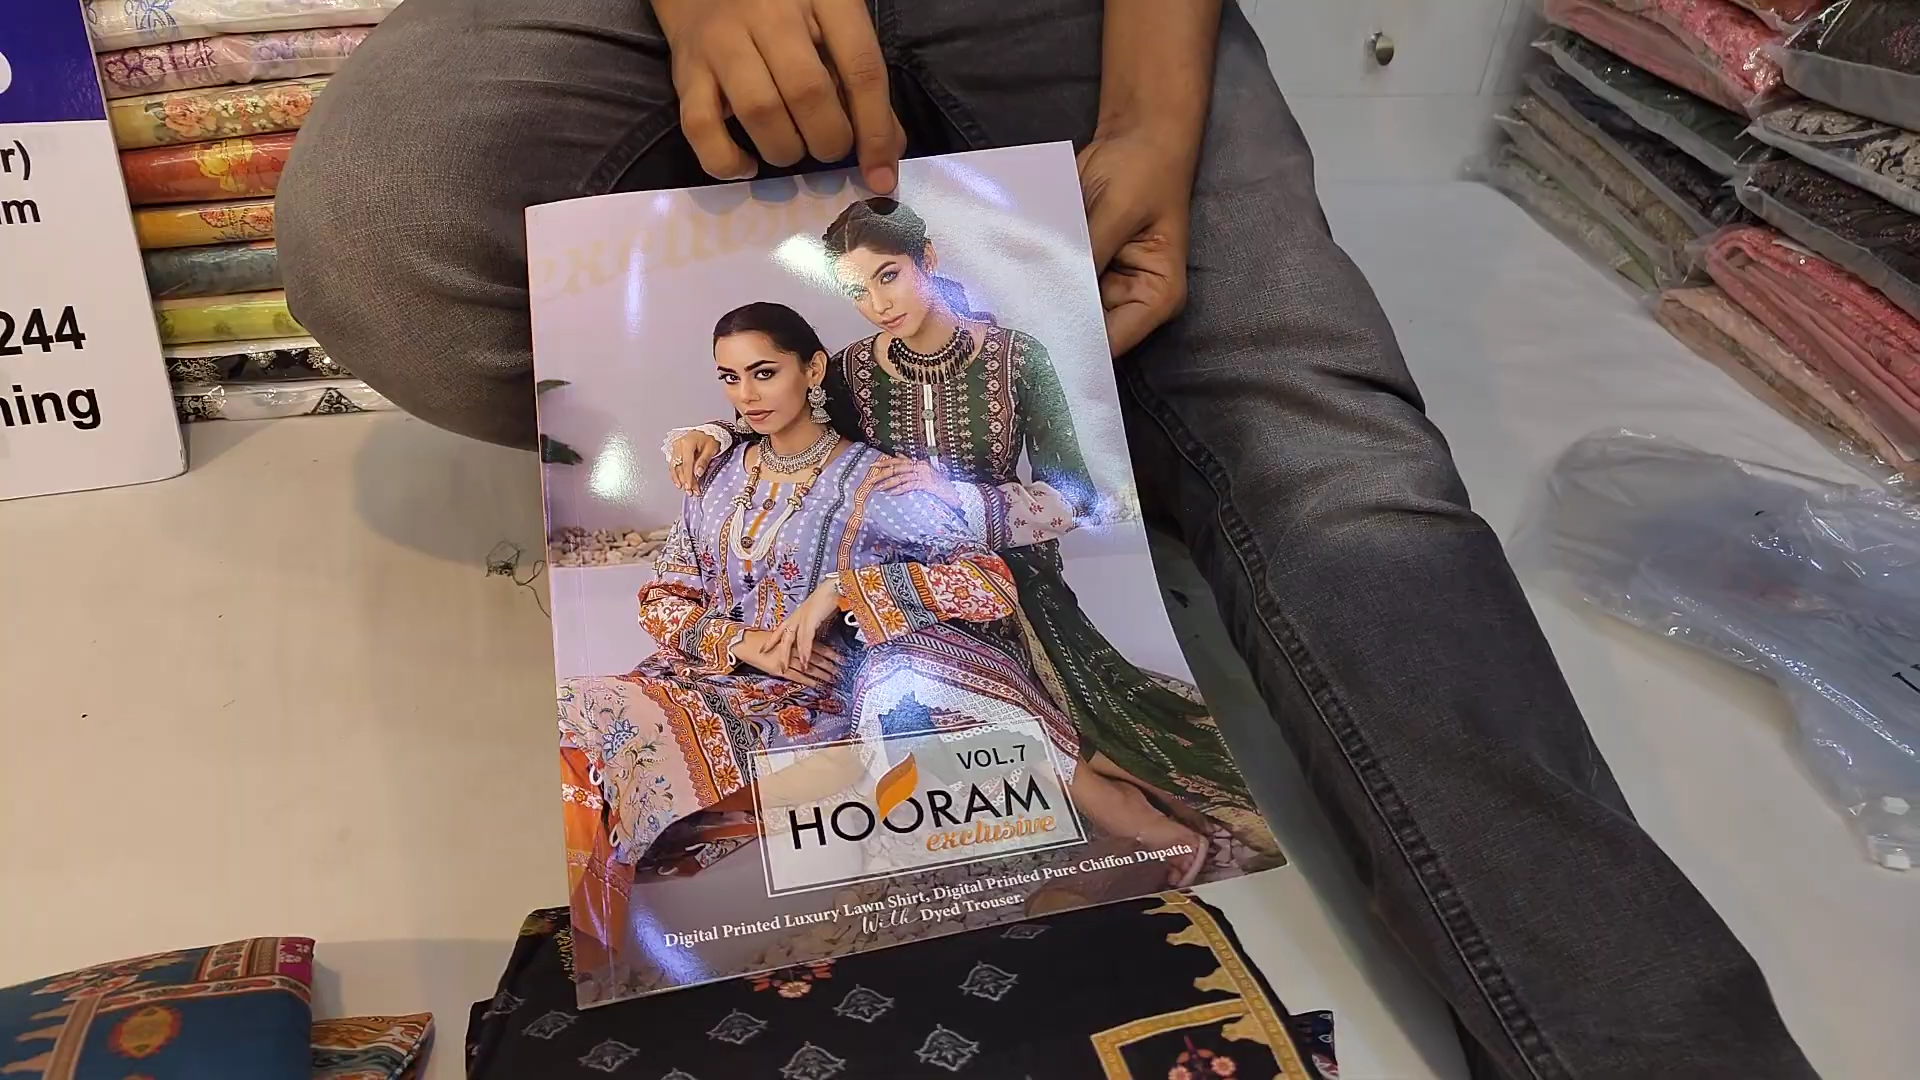 r)
244
exclusive
VOL.7
HOORAM
exclusive
Digital Printed Luxury Lawn Shirt, Digital Printed Pure Chiffon Dupatta
With Dyed Trouser.